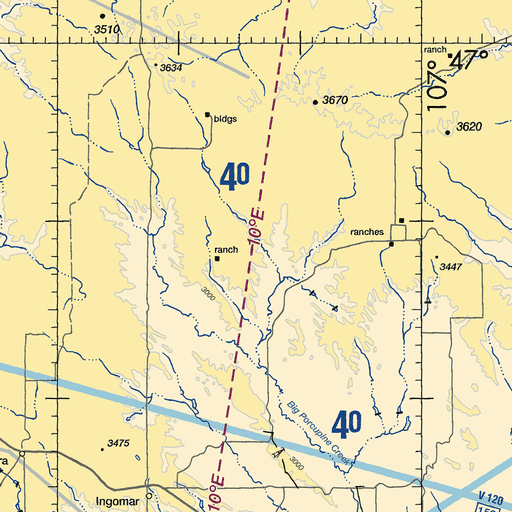 3510
ranch
47°
107°
3634
3670
bldgs
3620
40
10°E
ranches
ranch
3447
3000
Big Porcupine Creek
40
3475
3000
10°E
Ingomar
V 120